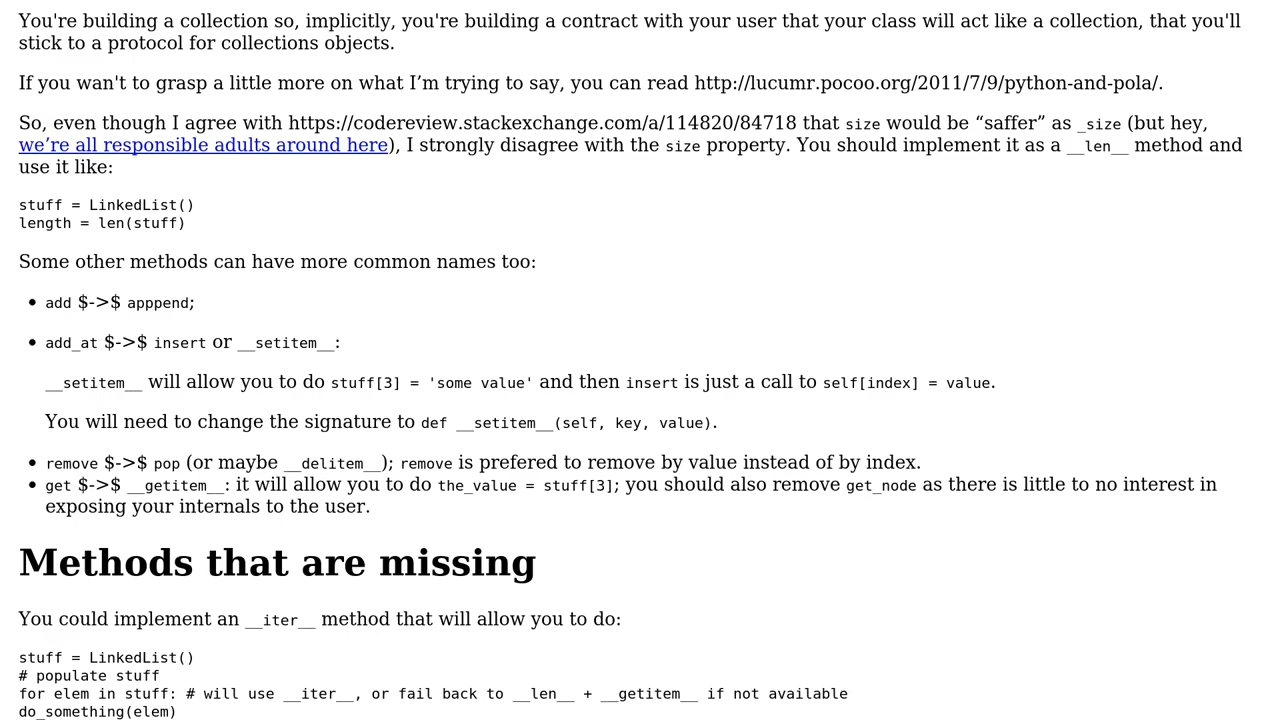 You're building a collection so, implicitly, you're building a contract with your user that your class will act like a collection, that you'll
stick to a protocol for collections objects.
If you wan't to grasp a little more on what I’m trying to say, you can read http://lucumr.pocoo.org/2011/7/9/python-and-pola/.
So, even though I agree with https://codereview.stackexchange.com/a/114820/84718 that size would be “saffer” as _size (but hey,
we’re all responsible adults around here), I strongly disagree with the size property. You should implement it as a __len__ method and
use it like:
stuff = LinkedList()
length = len(stuff)
Some other methods can have more common names too:
• add $->$ apppend;
• add_at $->$ insert or __setitem__:
__setitem__ will allow you to do stuff[3] = 'some value' and then insert is just a call to self[index] = value.
You will need to change the signature to def __setitem__(self, key, value).
• remove $->$ pop (or maybe __delitem__); remove is prefered to remove by value instead of by index.
• get $->$ __getitem__: it will allow you to do the_value = stuff[3]; you should also remove get_node as there is little to no interest in
exposing your internals to the user.
Methods that are missing
You could implement an __iter__ method that will allow you to do:
stuff = LinkedList()
# populate stuff
for elem in stuff: # will use __iter__, or fail back to __len__ + __getitem__ if not available
do_something(elem)